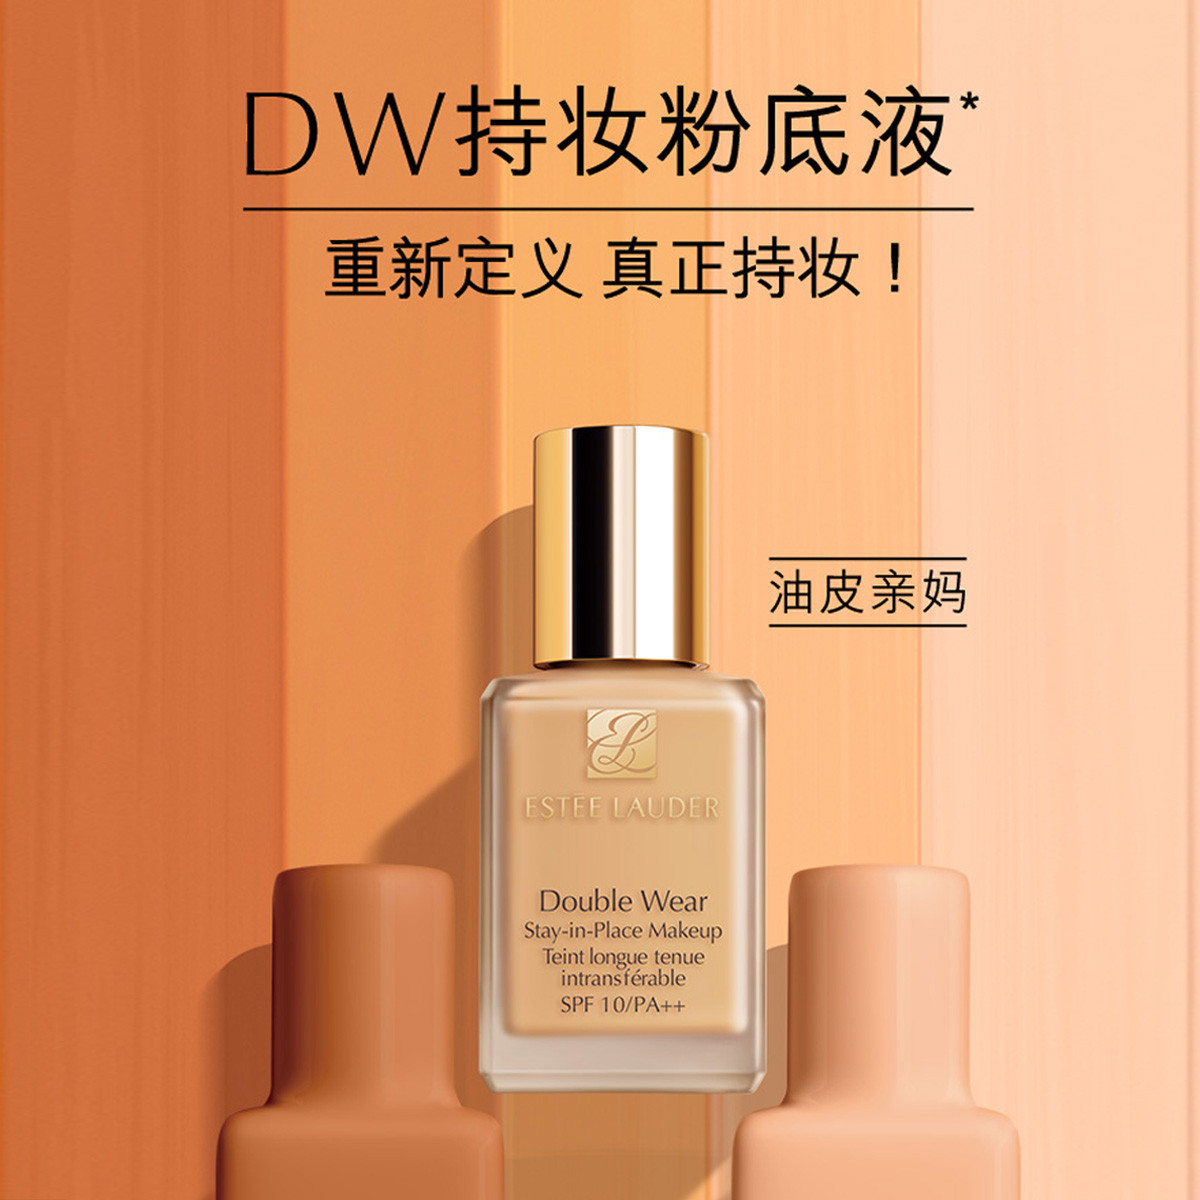 DW持妆粉底液*
重新定义 真正持妆！
油皮亲妈
EL
ESTĒE LAUDER
Double Wear
Stay-in-Place Makeup
Teint longue tenue
intransférable
SPF 10/PA++